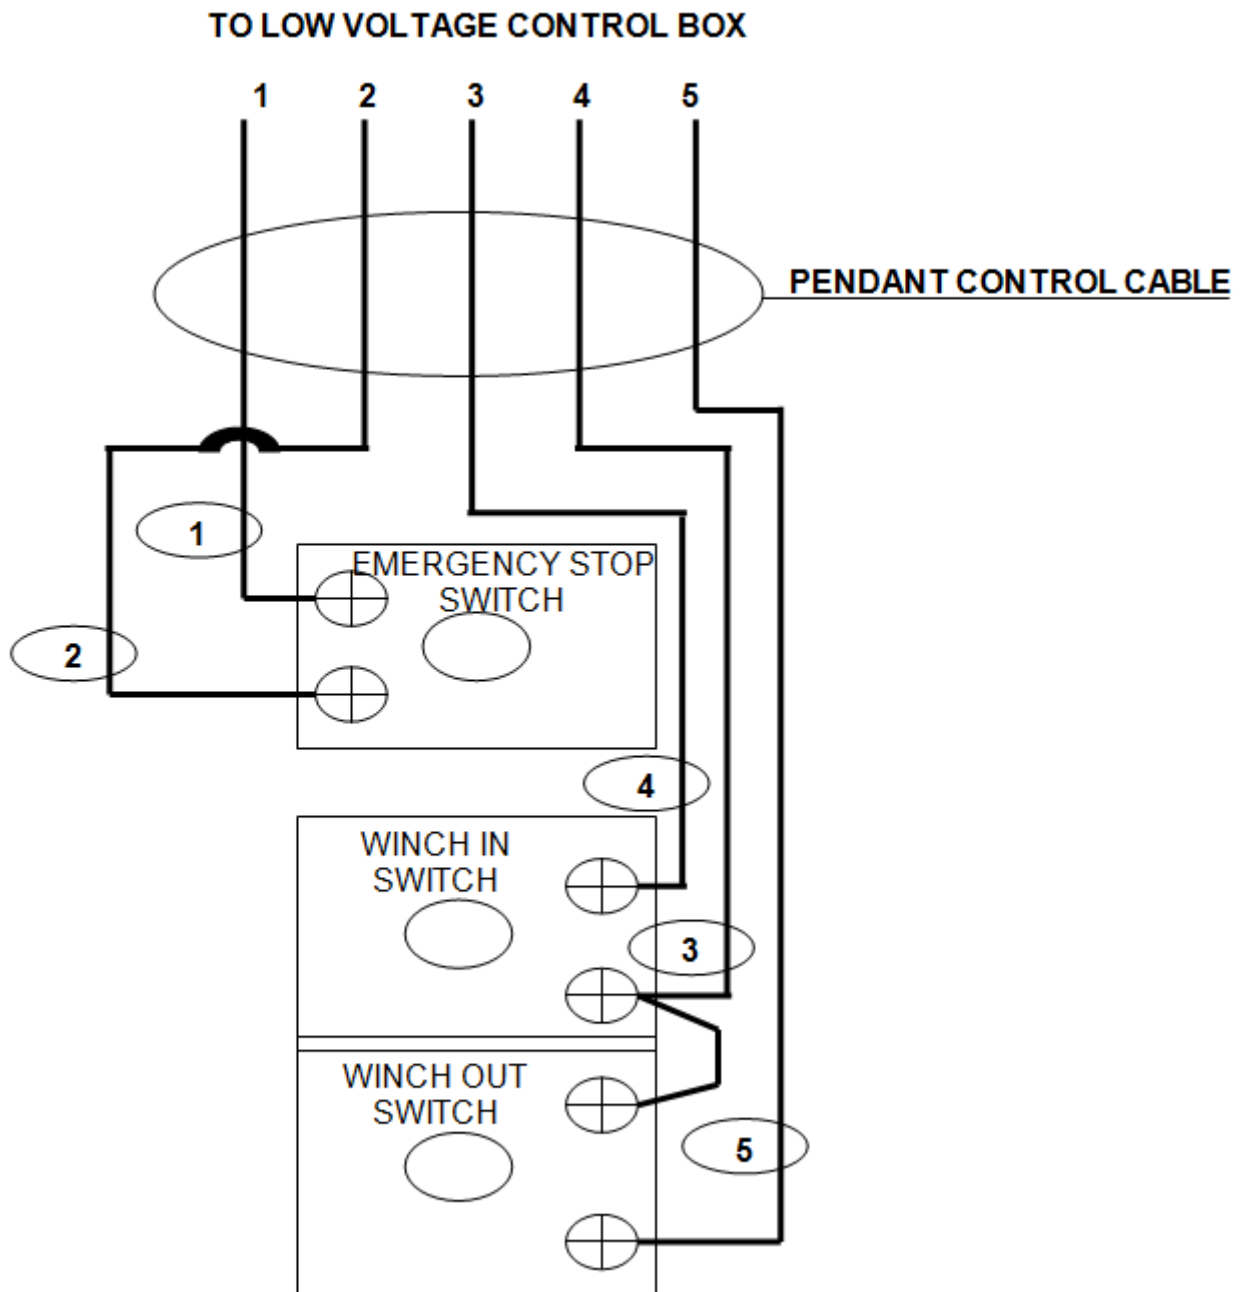 TO LOW VOLTAGE CONTROL BOX
1 2 3 4 5
PENDANT CONTROL CABLE
1
EMERGENCY STOP
SWITCH
2
4
WINCH IN
SWITCH
3
WINCH OUT
SWITCH
5